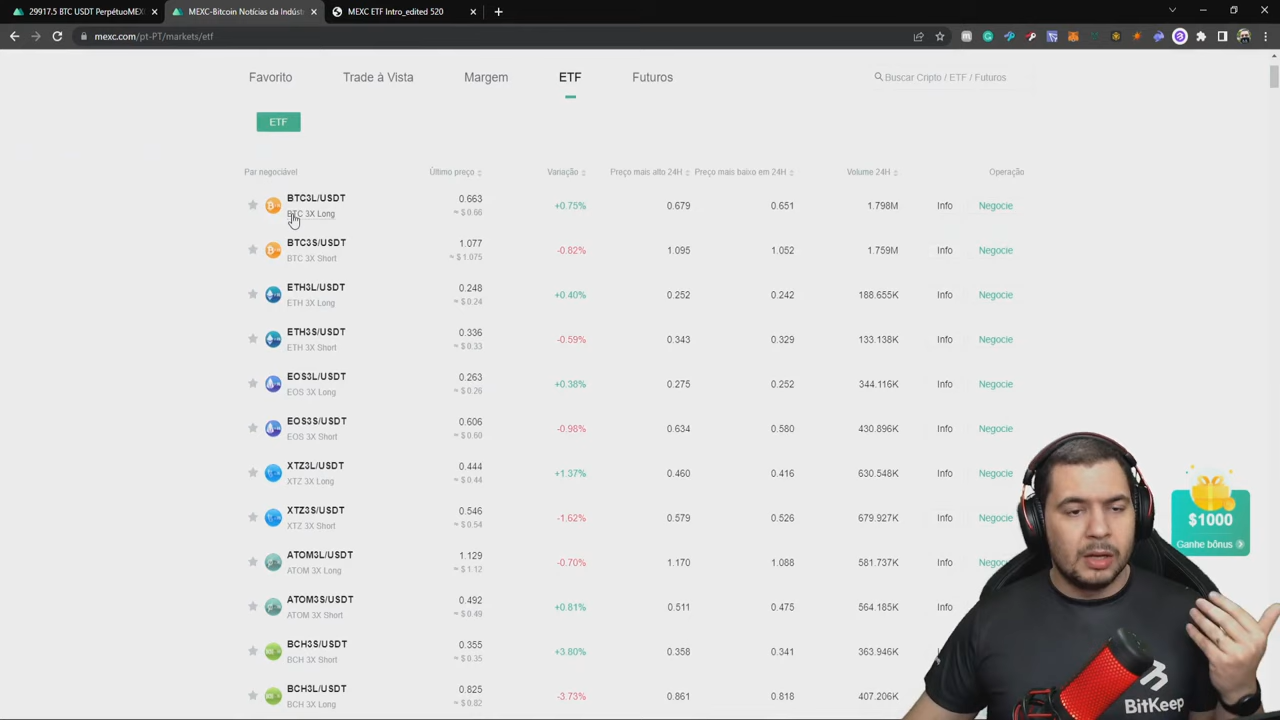 29917.5 BTC USDT PerpétuoMEX
MEXC-Bitcoin Notícias da Indúst
MEXC ETF Intro_edited 520
mexc.com/pt-PT/markets/etf
Favorito Trade à Vista Margem ETF Futuros Buscar Cripto / ETF / Futuros
ETF
Par negociável Último preço Variação Preço mais alto 24H Preço mais baixo em 24H Volume 24H Operação
BTC3L/USDT 0.663 +0.75% 0.679 0.651 1.798M Info Negocie
BTC 3X Long ≈ $ 0.66
BTC3S/USDT 1.077 -0.82% 1.095 1.052 1.759M Info Negocie
BTC 3X Short ≈ $ 1.075
ETH3L/USDT 0.248 +0.40% 0.252 0.242 188.655K Info Negocie
ETH 3X Long ≈ $ 0.24
ETH3S/USDT 0.336 -0.59% 0.343 0.329 133.138K Info Negocie
ETH 3X Short ≈ $ 0.33
EOS3L/USDT 0.263 +0.38% 0.275 0.252 344.116K Info Negocie
EOS 3X Long ≈ $ 0.26
EOS3S/USDT 0.606 -0.98% 0.634 0.580 430.896K Info Negocie
EOS 3X Short ≈ $ 0.60
XTZ3L/USDT 0.444 +1.37% 0.460 0.416 630.548K Info Negocie
XTZ 3X Long ≈ $ 0.44
XTZ3S/USDT 0.546 -1.62% 0.579 0.526 679.927K Info Negocie
XTZ 3X Short ≈ $ 0.54
ATOM3L/USDT 1.129 -0.70% 1.170 1.088 581.737K Info
ATOM 3X Long ≈ $ 1.12
ATOM3S/USDT 0.492 +0.81% 0.511 0.475 564.185K Info
ATOM 3X Short ≈ $ 0.49
BCH3S/USDT 0.355 +3.80% 0.358 0.341 363.946K
BCH 3X Short ≈ $ 0.35
BCH3L/USDT 0.825 -3.73% 0.861 0.818 407.206K
BCH 3X Long ≈ $ 0.82
$1000
Ganhe bônus
BitKeep